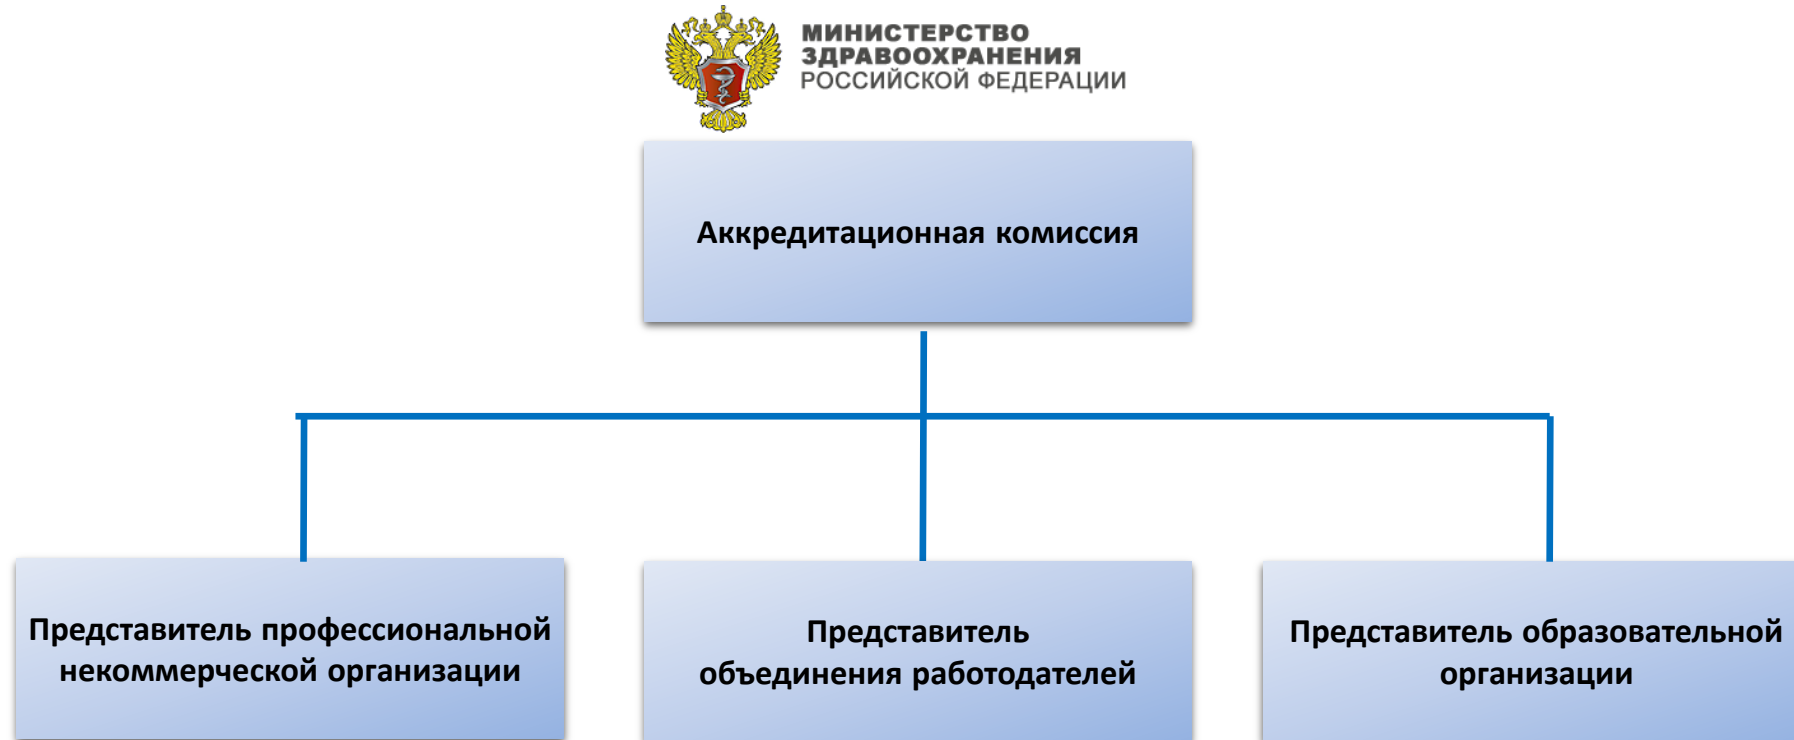 МИНИСТЕРСТВО
ЗДРАВООХРАНЕНИЯ
РОССИЙСКОЙ ФЕДЕРАЦИИ
Аккредитационная комиссия
Представитель профессиональной
некоммерческой организации
Представитель
объединения работодателей
Представитель образовательной
организации